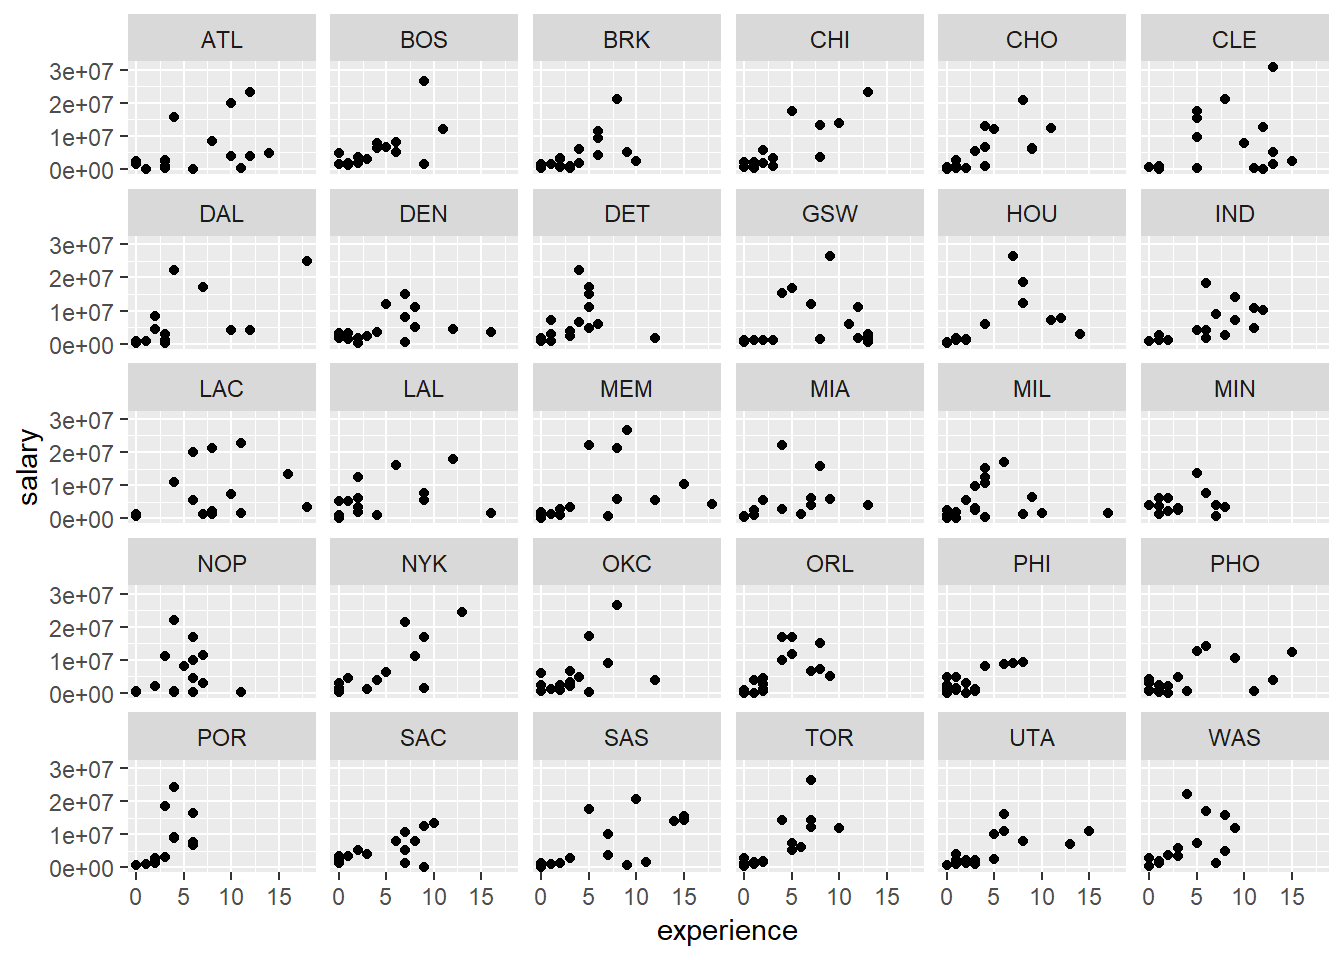 ATL BOS BRK CHI CHO CLE
3e+07
2e+07
1e+07
0e+00
DAL DEN DET GSW HOU IND
3e+07
2e+07
1e+07
0e+00
LAC LAL MEM MIA MIL MIN
3e+07
2e+07
1e+07
0e+00
salary
NOP NYK OKC ORL PHI PHO
3e+07
2e+07
1e+07
0e+00
POR SAC SAS TOR UTA WAS
3e+07
2e+07
1e+07
0e+00
0 5 10 15 0 5 10 15 0 5 10 15 0 5 10 15 0 5 10 15 0 5 10 15
experience